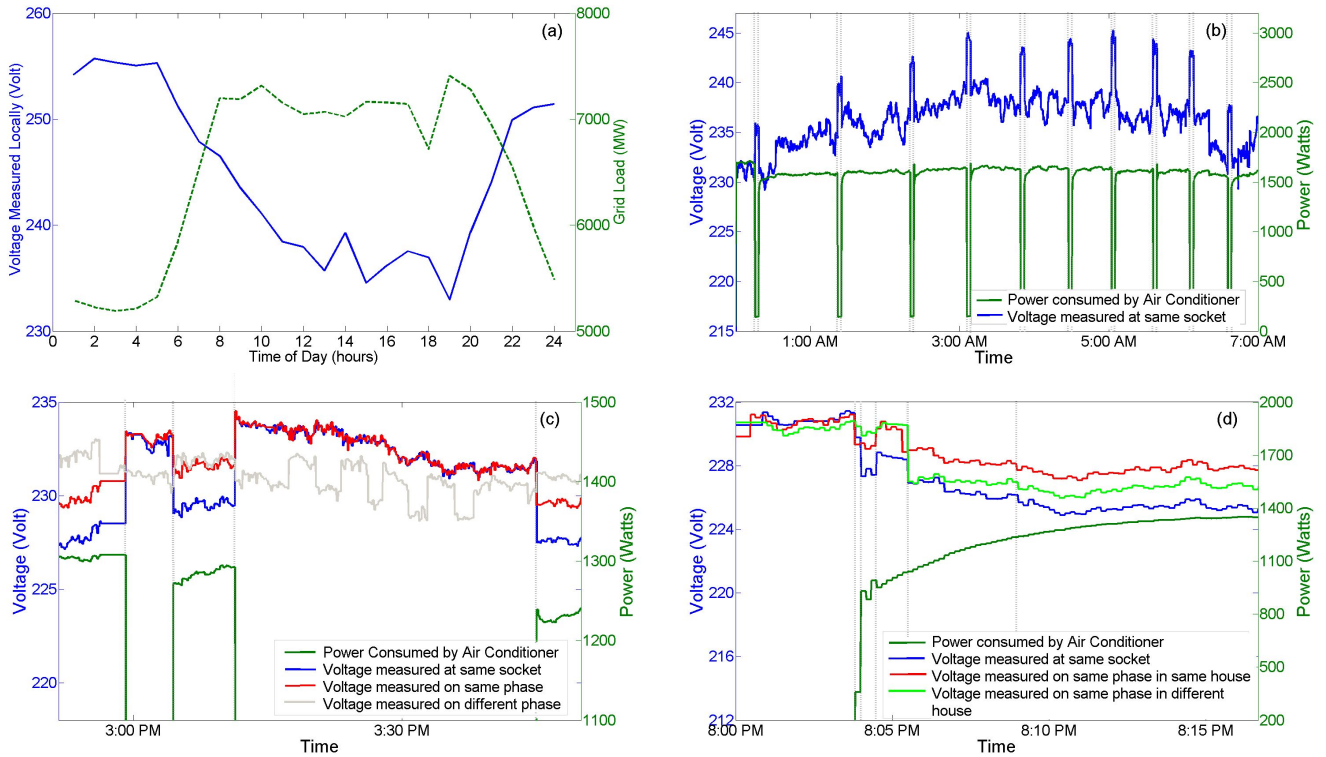 (a)
260
250
240
230
Voltage Measured Locally (Volt)
8000
7000
6000
5000
Grid Load (MW)
0 2 4 6 8 10 12 14 16 18 20 22 24
Time of Day (hours)
(b)
245
240
235
230
225
220
215
Voltage (Volt)
3000
2500
2000
1500
1000
500
0
Power (Watts)
Power consumed by Air Conditioner
Voltage measured at same socket
1:00 AM 3:00 AM 5:00 AM 7:00 AM
Time
(c)
235
230
225
220
Voltage (Volt)
1500
1400
1300
1200
1100
Power (Watts)
Power Consumed by Air Conditioner
Voltage measured at same socket
Voltage measured on same phase
Voltage measured on different phase
3:00 PM 3:30 PM
Time
(d)
232
228
224
220
216
212
Voltage (Volt)
2000
1700
1400
1100
800
500
200
Power (Watts)
Power consumed by Air Conditioner
Voltage measured at same socket
Voltage measured on same phase in same house
Voltage measured on same phase in different
house
8:00 PM 8:05 PM 8:10 PM 8:15 PM
Time